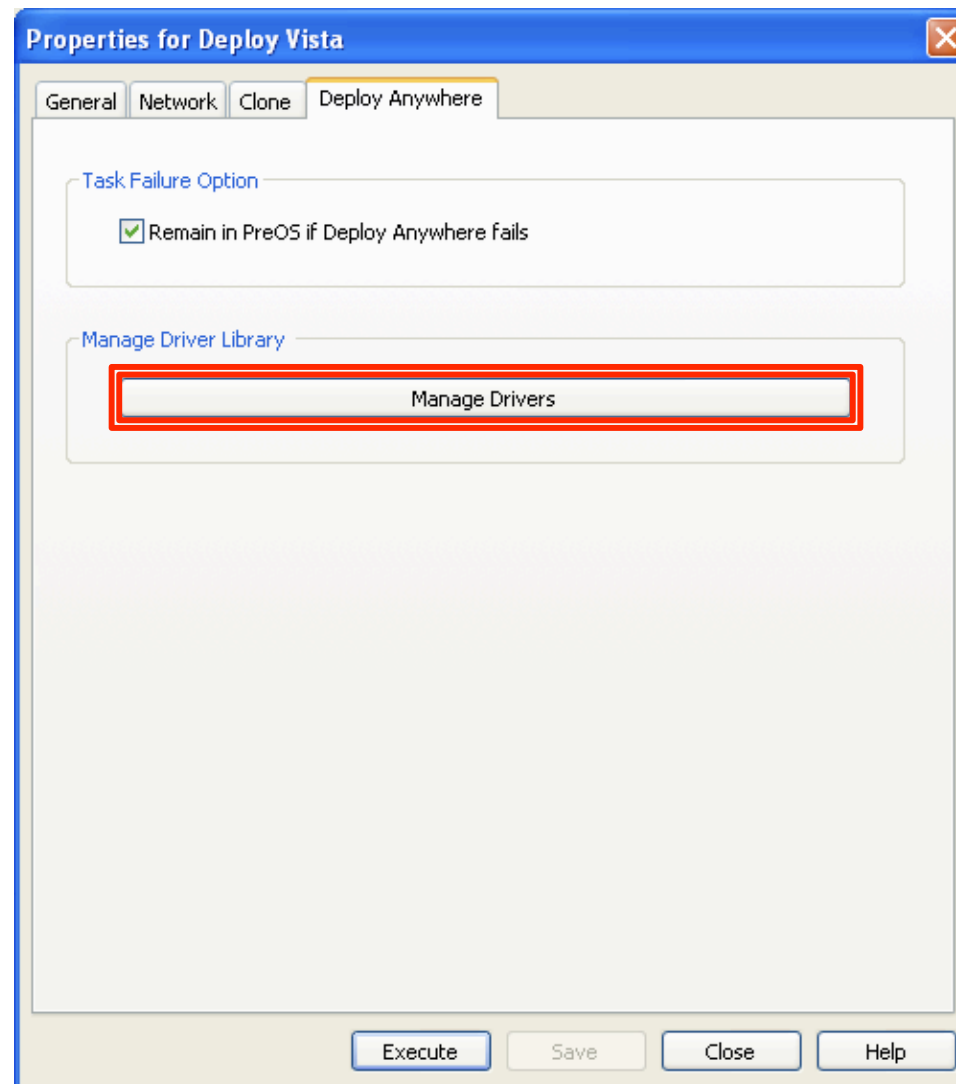 Properties for Deploy Vista
General Network Clone Deploy Anywhere
Task Failure Option
Remain in PreOS if Deploy Anywhere fails
Manage Driver Library
Manage Drivers
Execute Save Close Help